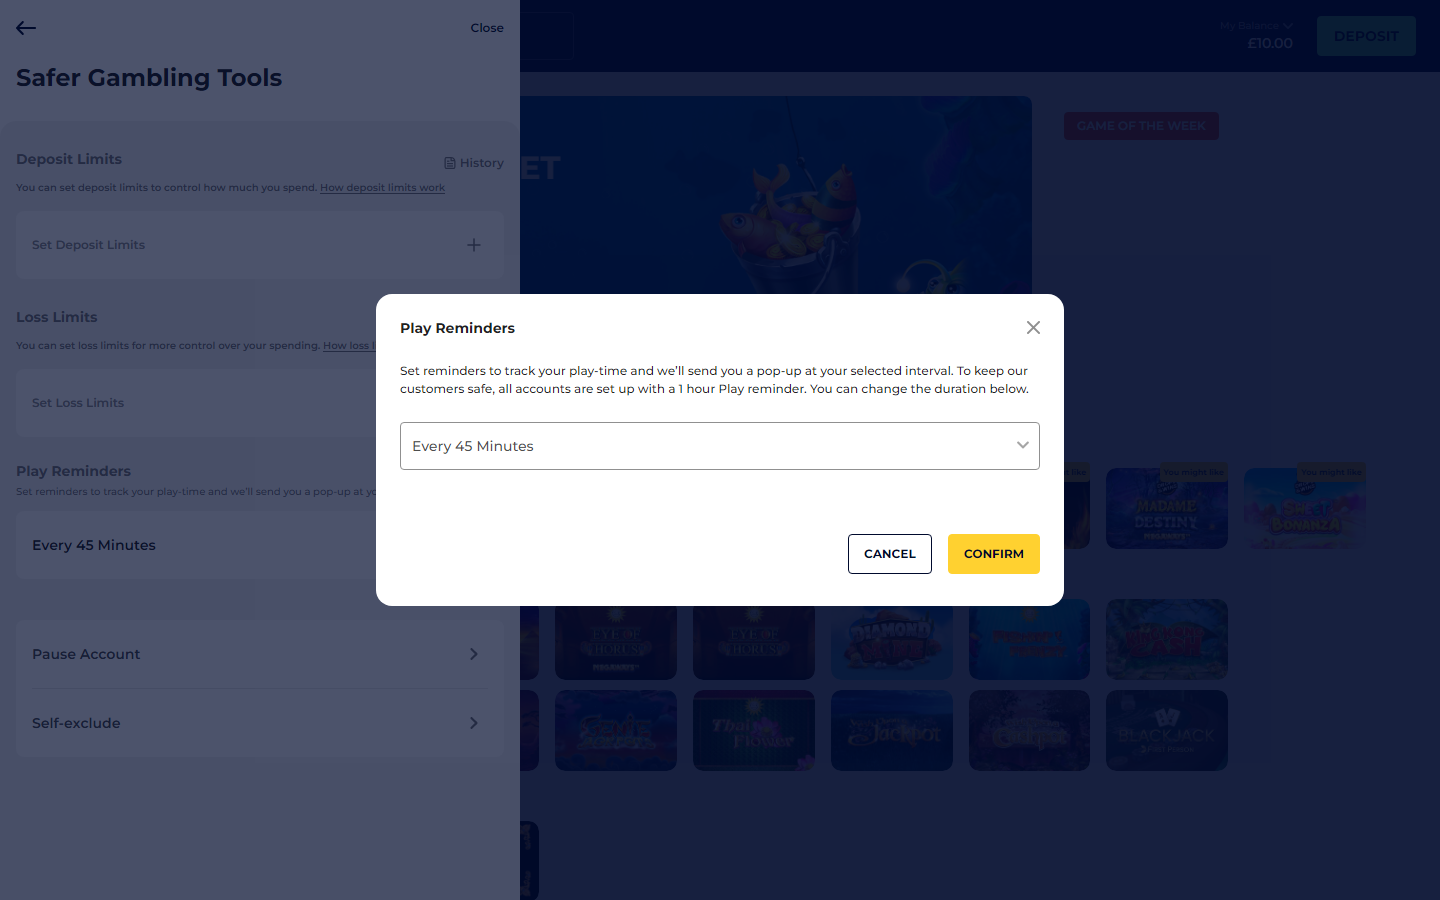 Close
Safer Gambling Tools
My Balance
£10.00
DEPOSIT
Deposit Limits
History
You can set deposit limits to control how much you spend. How deposit limits work
Set Deposit Limits
ET
GAME OF THE WEEK
Loss Limits
You can set loss limits for more control over your spending. How loss l
Set Loss Limits
Play Reminders
Set reminders to track your play-time and we'll send you a pop-up at yo
Every 45 Minutes
Play Reminders
Set reminders to track your play-time and we'll send you a pop-up at your selected interval. To keep our
customers safe, all accounts are set up with a 1 hour Play reminder. You can change the duration below.
Every 45 Minutes
CANCEL
CONFIRM
You might like
You might like
MADAME
DESTINY
MEGAWAYS
SWEET
BONANZA
Pause Account
Self-exclude
EYE OF
HORUS
MEGAWAYS
EYE OF
HORUS
DIAMOND
MINE
Thai
Flower
Jackpot
BLACKJACK